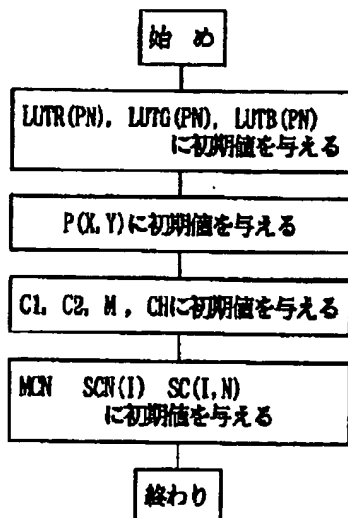 始め
LUTR(PN), LUTG(PN), LUTB(PN)
に初期値を与える
P(X,Y)に初期値を与える
C1, C2, M, CHに初期値を与える
MCN SCN(I) SC(I,N)
に初期値を与える
終わり